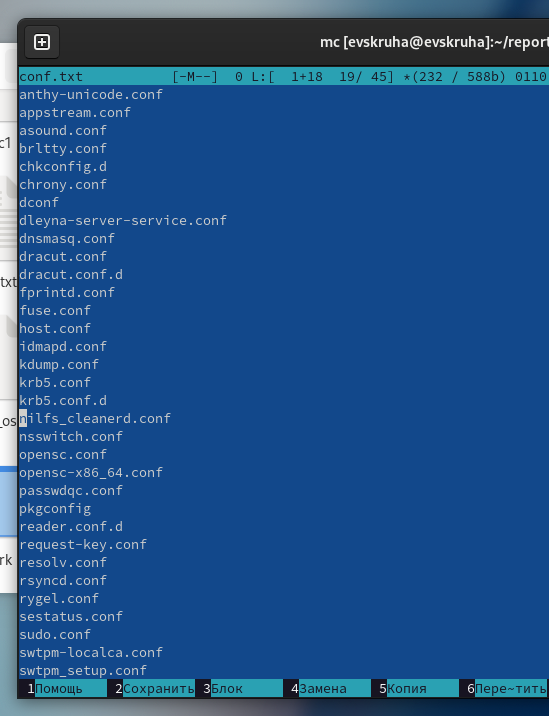 mc [evskruha@evskruha]:~/report
c1
txt
_os
rk
conf.txt [-M--] 0 L:[ 1+18 19/ 45] *(232 / 588b) 0110
anthy-unicode.conf
appstream.conf
asound.conf
brltty.conf
chkconfig.d
chrony.conf
dconf
dleyna-server-service.conf
dnsmasq.conf
dracut.conf
dracut.conf.d
fprintd.conf
fuse.conf
host.conf
idmapd.conf
kdump.conf
krb5.conf
krb5.conf.d
nilfs_cleanerd.conf
nsswitch.conf
opensc.conf
opensc-x86_64.conf
passwdqc.conf
pkgconfig
reader.conf.d
request-key.conf
resolv.conf
rsyncd.conf
rygel.conf
sestatus.conf
sudo.conf
swtpm-localca.conf
swtpm_setup.conf
1Помощь 2Сохранить 3Блок 4Замена 5Копия 6Пере~тить